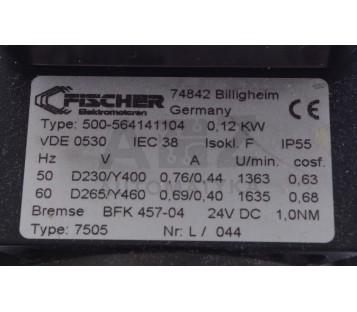 FISCHER
Elektromotoren
74842 Billigheim
Germany
CE
Type: 500-564141104 0,12 KW
VDE 0530 IEC 38 Isokl. F IP55
Hz V A U/min. cosf.
50 D230/Y400 0,76/0,44 1363 0,63
60 D265/Y460 0,69/0,40 1635 0,68
Bremse BFK 457-04 24V DC 1,0NM
Type: 7505 Nr: L / 044